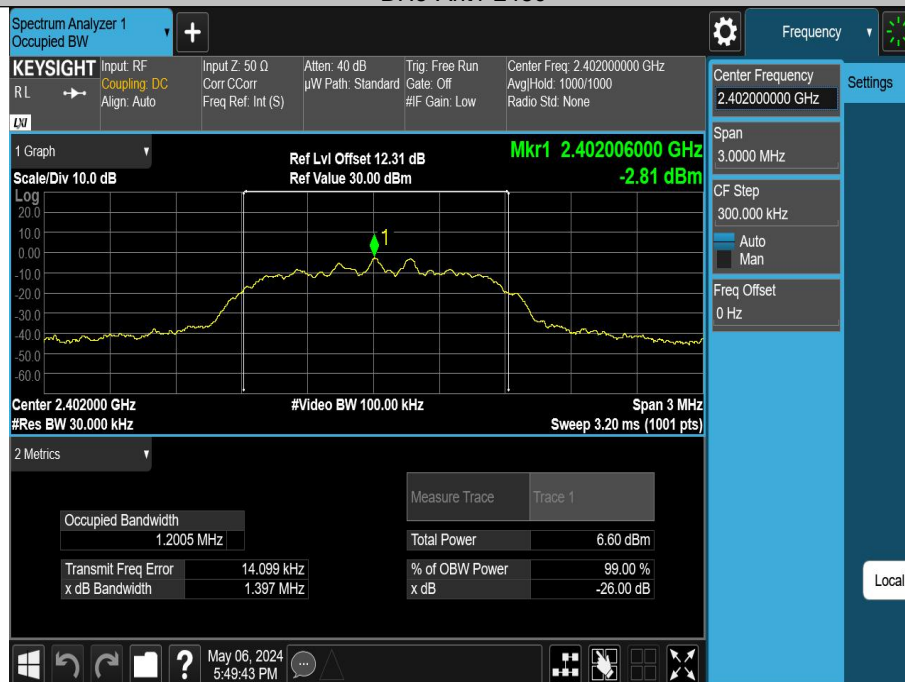 Spectrum Analyzer 1
Occupied BW
Frequency
KEYSIGHT
RL
LXI
Input: RF
Coupling: DC
Align: Auto
Input Z: 50 Ω
Corr CCorr
Freq Ref: Int (S)
Atten: 40 dB
µW Path: Standard
Trig: Free Run
Gate: Off
#IF Gain: Low
Center Freq: 2.402000000 GHz
Avg|Hold: 1000/1000
Radio Std: None
Center Frequency
2.402000000 GHz
Settings
Span
3.0000 MHz
CF Step
300.000 kHz
Auto
Man
Freq Offset
0 Hz
Local
1 Graph
Scale/Div 10.0 dB
Ref Lvl Offset 12.31 dB
Ref Value 30.00 dBm
Mkr1 2.402006000 GHz
-2.81 dBm
Log
20.0
10.0
0.00
-10.0
-20.0
-30.0
-40.0
-50.0
-60.0
1
Center 2.402000 GHz
#Res BW 30.000 kHz
#Video BW 100.00 kHz
Span 3 MHz
Sweep 3.20 ms (1001 pts)
2 Metrics
Measure Trace Trace 1
Occupied Bandwidth
1.2005 MHz
Total Power 6.60 dBm
Transmit Freq Error 14.099 kHz
% of OBW Power 99.00 %
x dB Bandwidth 1.397 MHz
x dB -26.00 dB
May 06, 2024
5:49:43 PM